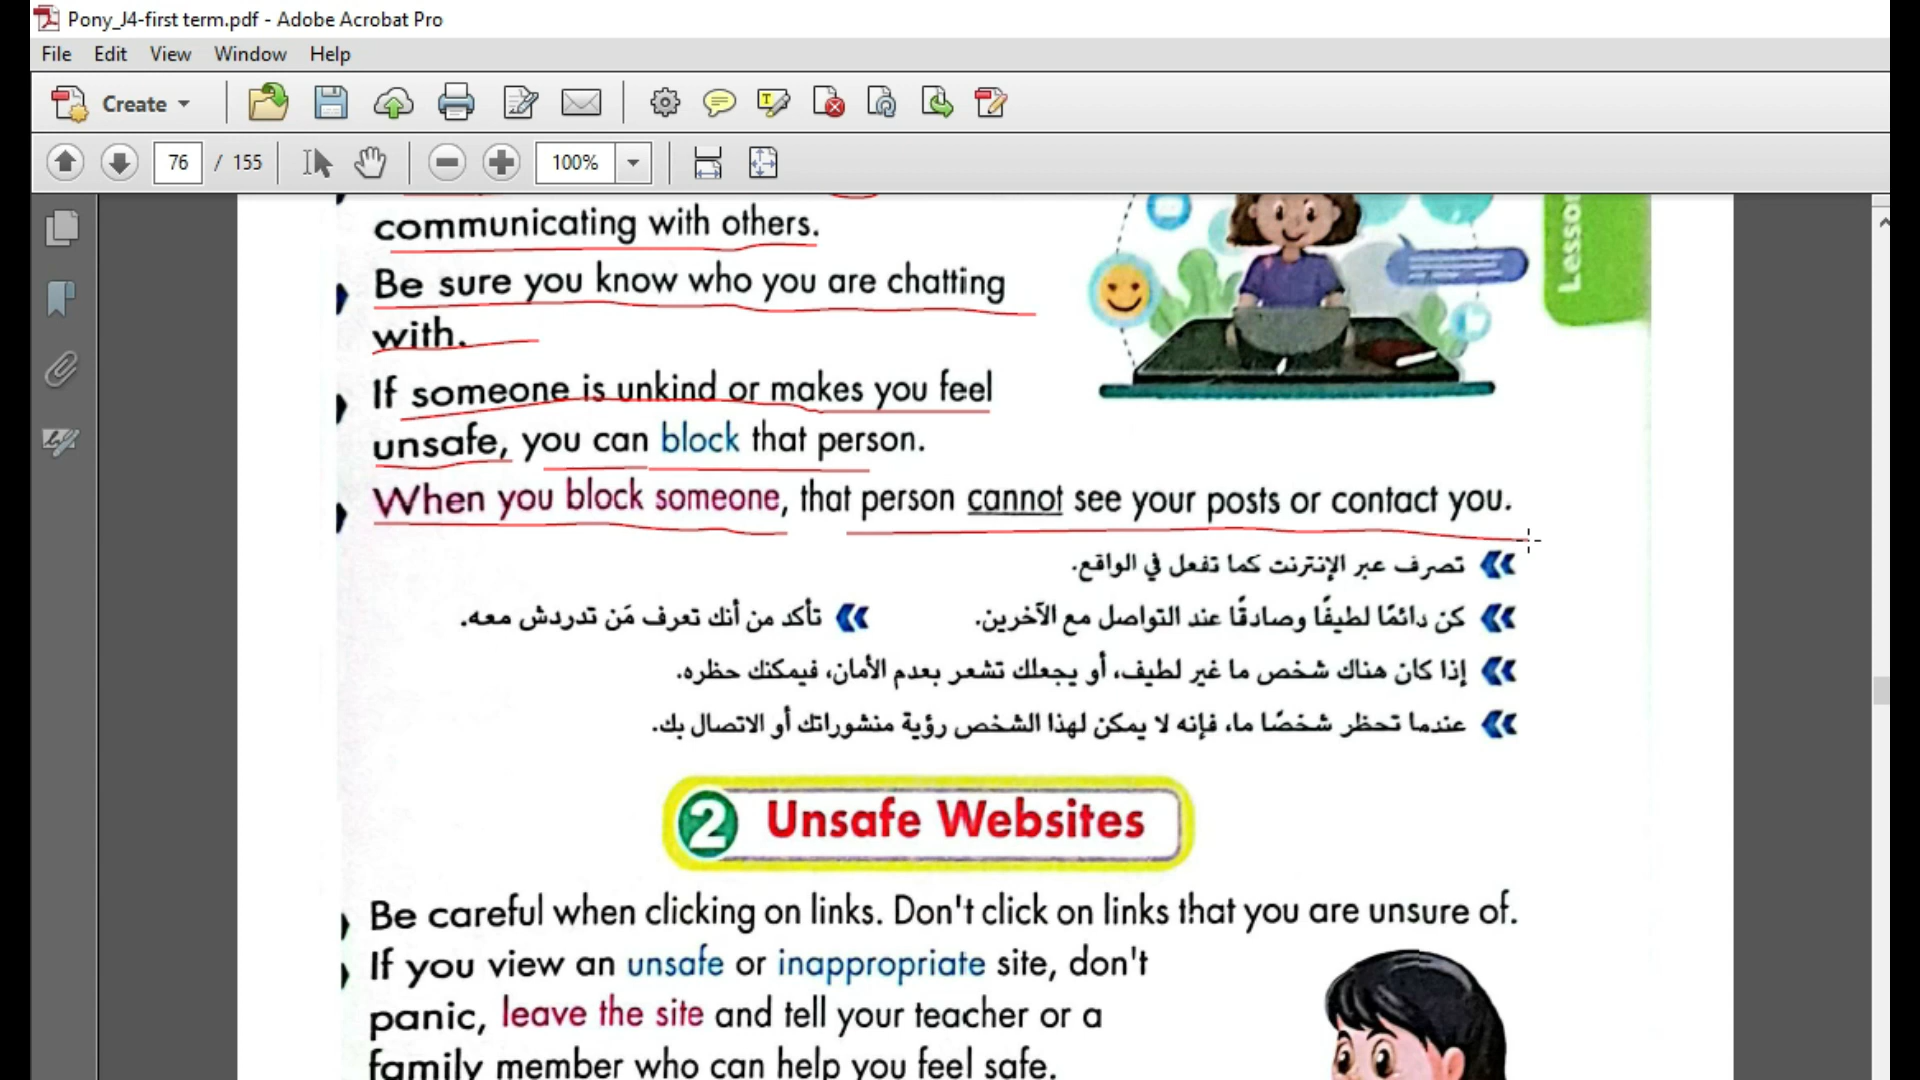 Pony_J4-first term.pdf - Adobe Acrobat Pro
File Edit View Window Help
Create
76 / 155 100%
communicating with others.
Lesson
Be sure you know who you are chatting
with.
If someone is unkind or makes you feel
unsafe, you can block that person.
When you block someone, that person cannot see your posts or contact you.
تصرف عبر الإنترنت كما تفعل في الواقع.
كن دائمًا لطيفًا وصادقًا عند التواصل مع الآخرين. تأكد من أنك تعرف مَن تدردش معه.
إذا كان هناك شخص ما غير لطيف، أو يجعلك تشعر بعدم الأمان، فيمكنك حظره.
عندما تحظر شخصًا ما، فإنه لا يمكن لهذا الشخص رؤية منشوراتك أو الاتصال بك.
2 Unsafe Websites
Be careful when clicking on links. Don't click on links that you are unsure of.
If you view an unsafe or inappropriate site, don't
panic, leave the site and tell your teacher or a
family member who can help you feel safe.